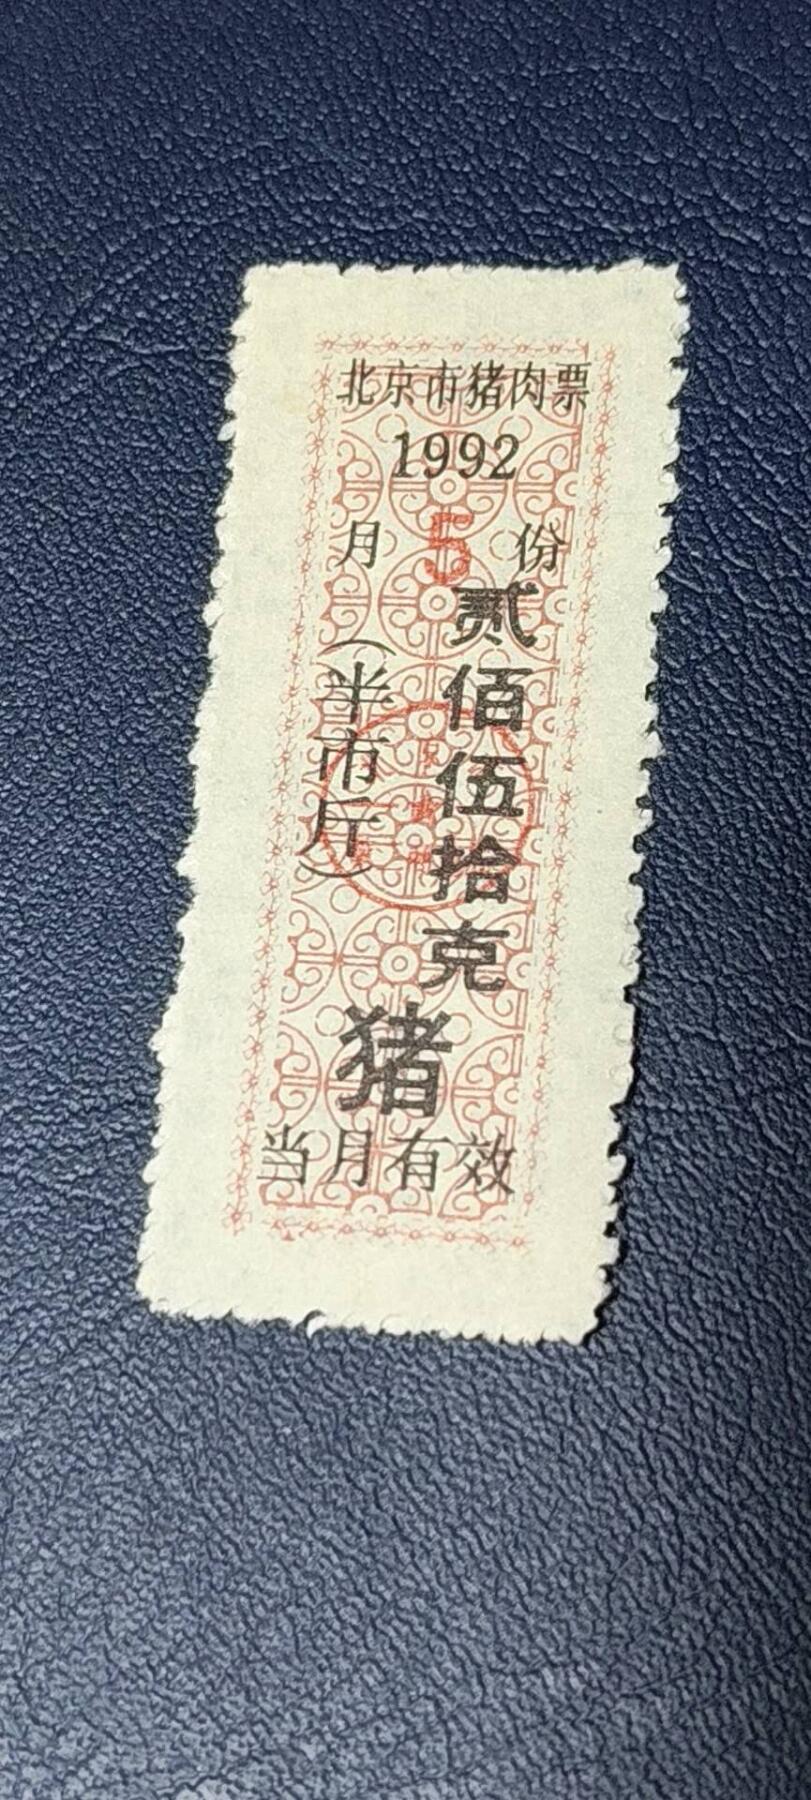 北京市猪肉票
1992
月5份
贰佰伍拾克
（半市斤）
猪
当月有效